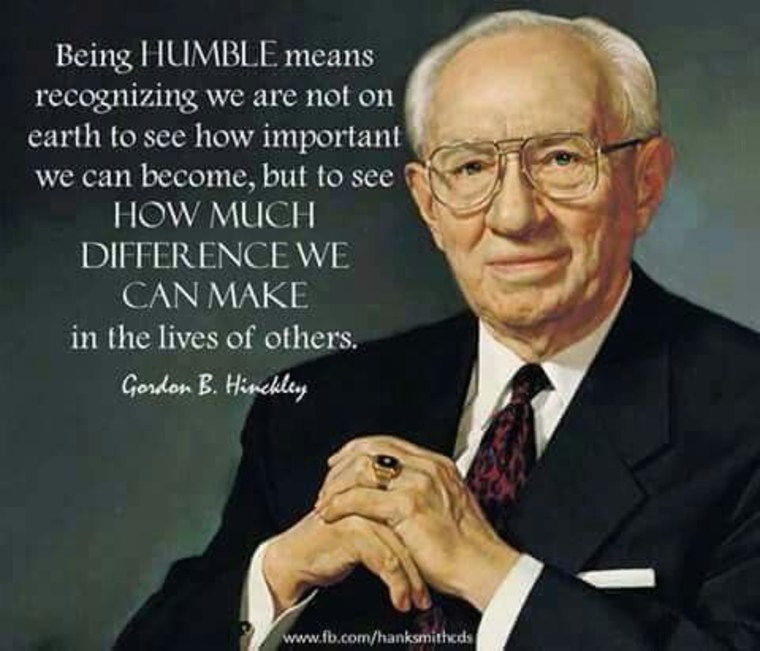 Being HUMBLE means
recognizing we are not on
earth to see how important
we can become, but to see
HOW MUCH
DIFFERENCE WE
CAN MAKE
in the lives of others.
Gordon B. Hinckley
www.fb.com/hanksmithcds